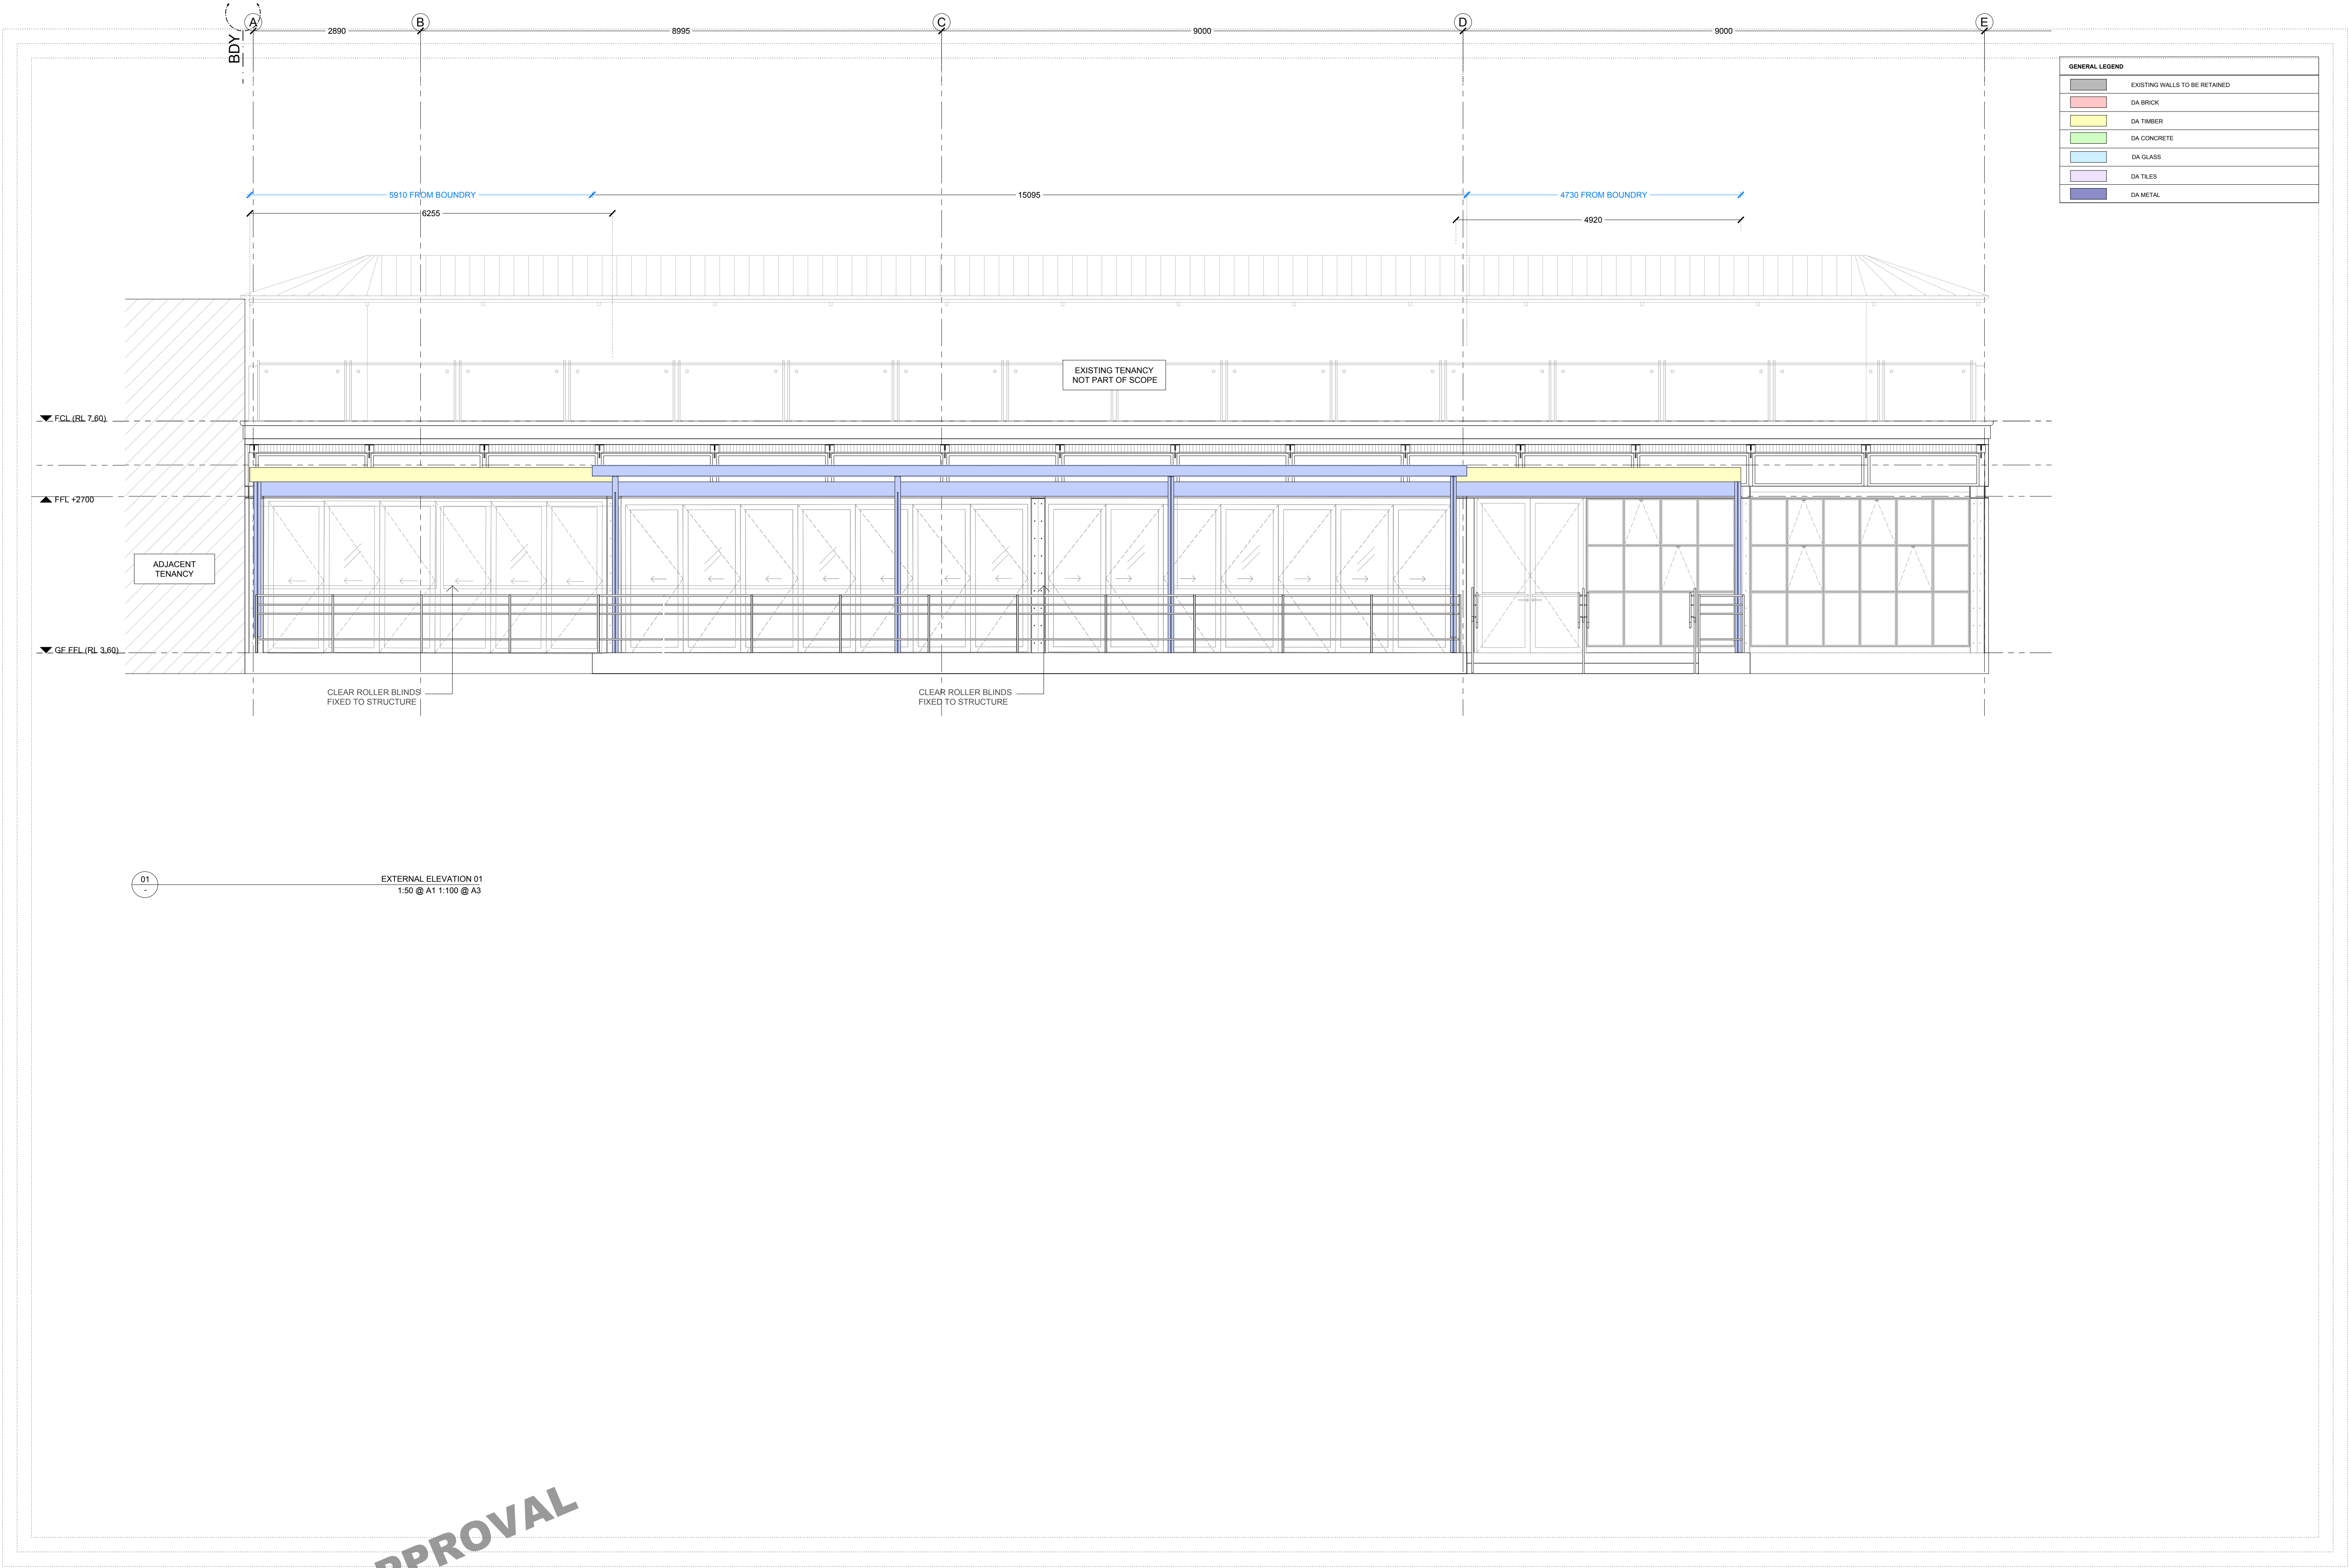 A
B
C
D
E
BDY
2890
8995
9000
9000
GENERAL LEGEND
EXISTING WALLS TO BE RETAINED
DA BRICK
DA TIMBER
DA CONCRETE
DA GLASS
DA TILES
DA METAL
5910 FROM BOUNDRY
15095
4730 FROM BOUNDRY
6255
4920
EXISTING TENANCY
NOT PART OF SCOPE
FCL (RL 7,60)
FFL +2700
ADJACENT
TENANCY
GF FFL (RL 3,60)
CLEAR ROLLER BLINDS
FIXED TO STRUCTURE
CLEAR ROLLER BLINDS
FIXED TO STRUCTURE
01
-
EXTERNAL ELEVATION 01
1:50 @ A1 1:100 @ A3
PPROVAL